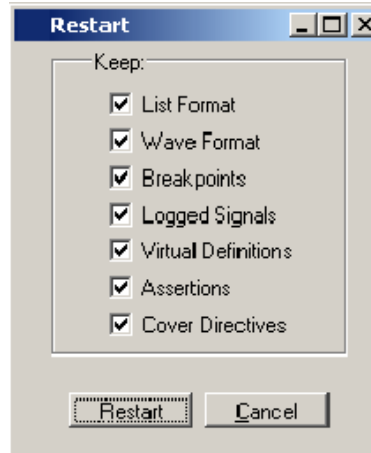 Restart
Keep:
List Format
Wave Format
Breakpoints
Logged Signals
Virtual Definitions
Assertions
Cover Directives
Restart Cancel